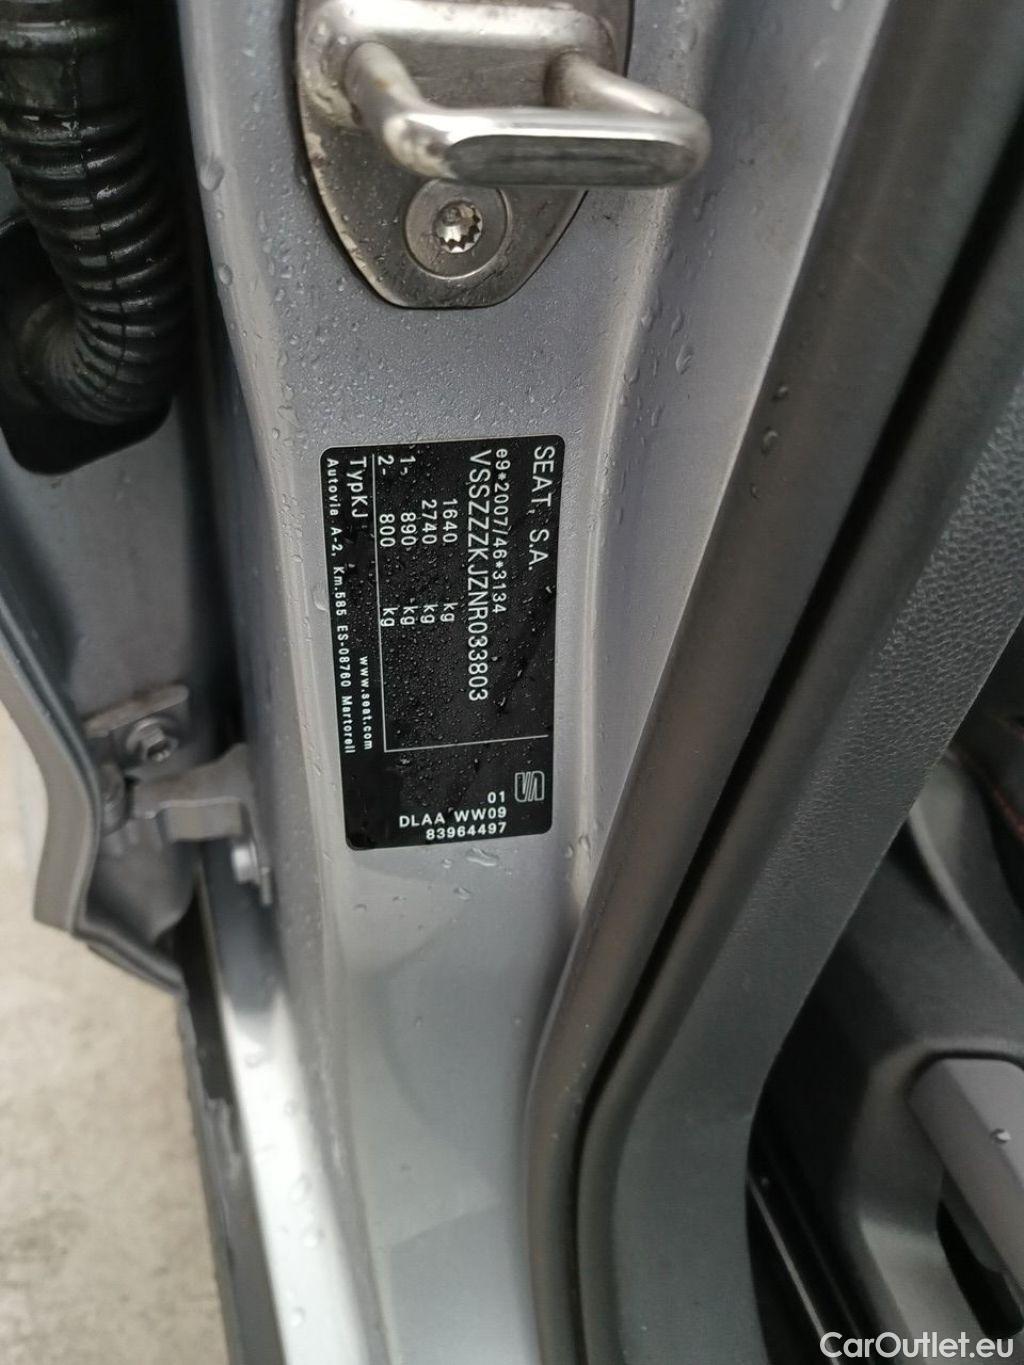 SEAT, S.A.
e9*2007/46*3134
VSSZZZKJZNR033803
1640 kg
2740 kg
1- 890 kg
2- 800 kg
TypKJ www.seat.com
Autovia A-2, Km.585 ES-08760 Martorell
01
DLAA WW09
83964497
CarOutlet.eu